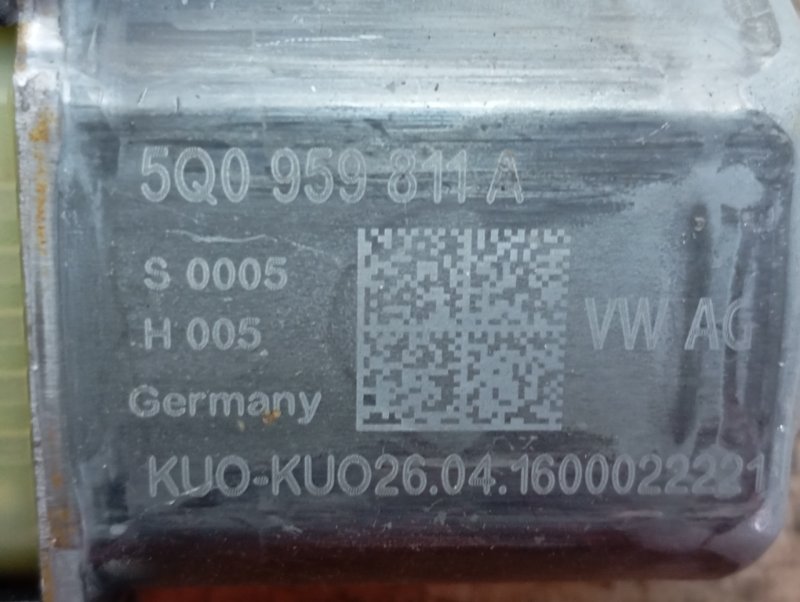 5Q0 959 811 A
S 0005
H 005
VW AG
Germany
KUO-KUO26.04.1600022221